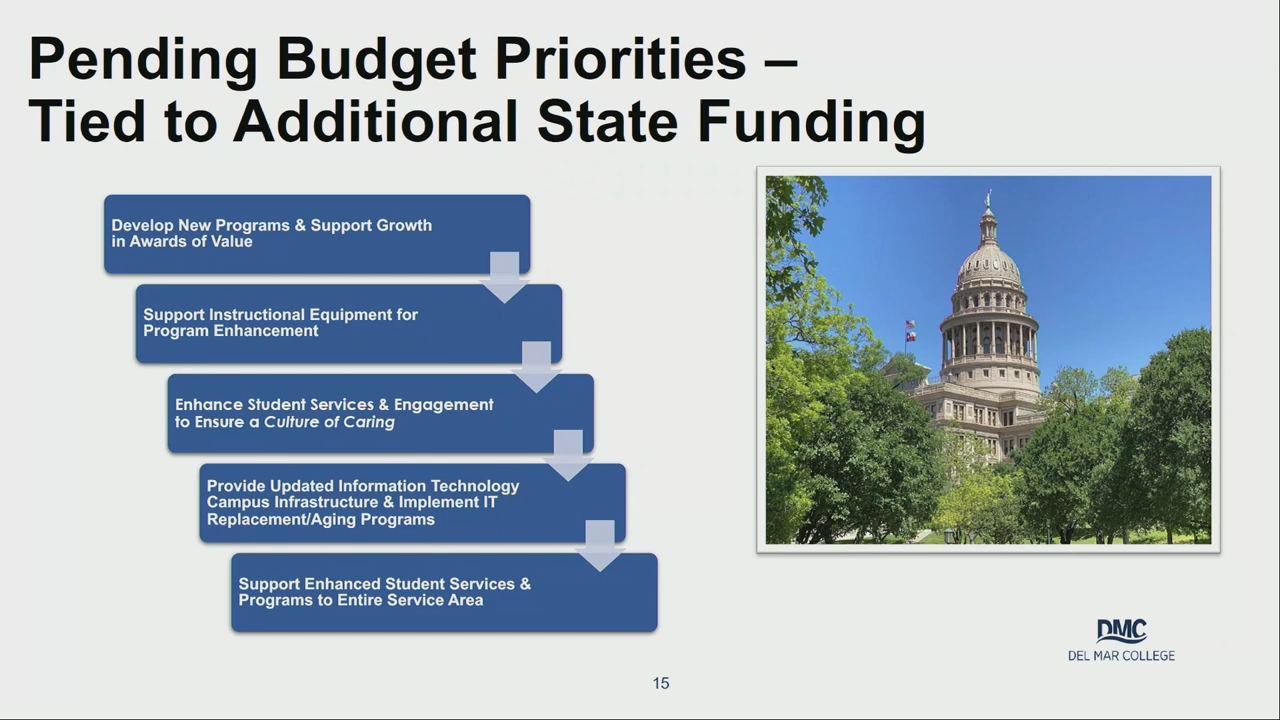 Pending Budget Priorities –
Tied to Additional State Funding
Develop New Programs & Support Growth
in Awards of Value
Support Instructional Equipment for
Program Enhancement
Enhance Student Services & Engagement
to Ensure a Culture of Caring
Provide Updated Information Technology
Campus Infrastructure & Implement IT
Replacement/Aging Programs
Support Enhanced Student Services &
Programs to Entire Service Area
DMC
DEL MAR COLLEGE
15